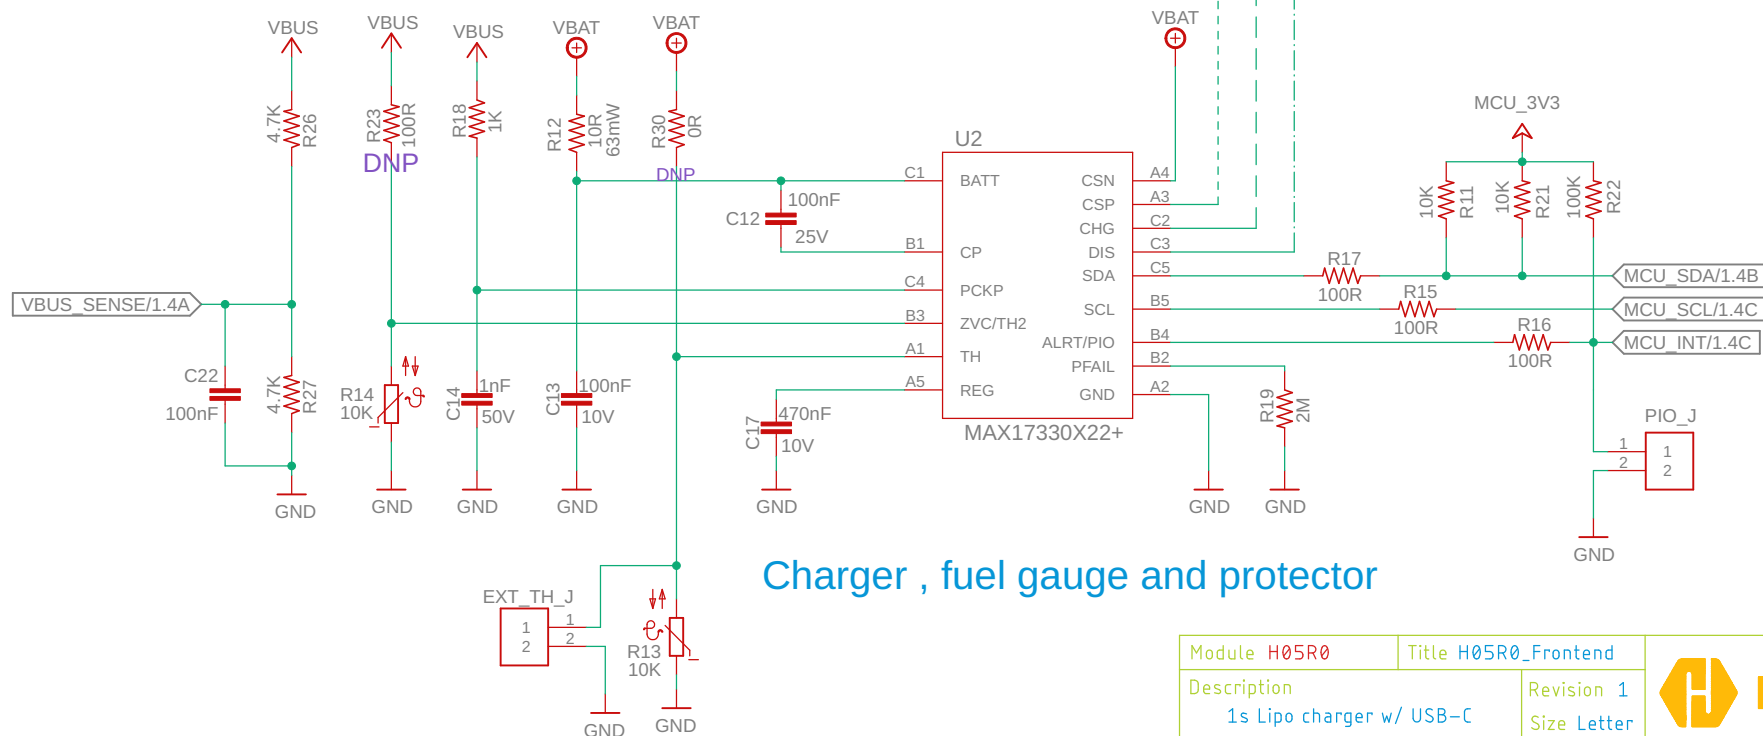 VBUS
VBUS
VBUS
VBAT
VBAT
VBAT
4.7K
R26
R23
100R
DNP
R18
1K
R12
10R
63mW
R30
0R
DNP
U2
MCU_3V3
C1
BATT
CSN
A4
CSP
A3
CHG
C2
DIS
C3
B1
CP
SDA
C5
C4
PCKP
SCL
B5
B3
ZVC/TH2
ALRT/PIO
B4
A1
TH
PFAIL
B2
A5
REG
GND
A2
MAX17330X22+
100nF
C12
25V
10K
R11
10K
R21
100K
R22
R17
100R
MCU_SDA/1.4B
R15
100R
MCU_SCL/1.4C
R16
100R
MCU_INT/1.4C
VBUS_SENSE/1.4A
C22
100nF
4.7K
R27
R14
10K
C14
1nF
50V
C13
100nF
10V
C17
470nF
10V
R19
2M
PIO_J
1
1
2
2
GND
GND
GND
GND
GND
GND
GND
GND
Charger , fuel gauge and protector
EXT_TH_J
1
1
2
2
R13
10K
GND
GND
Module H05R0
Title H05R0_Frontend
Description
1s Lipo charger w/ USB-C
Revision 1
Size Letter